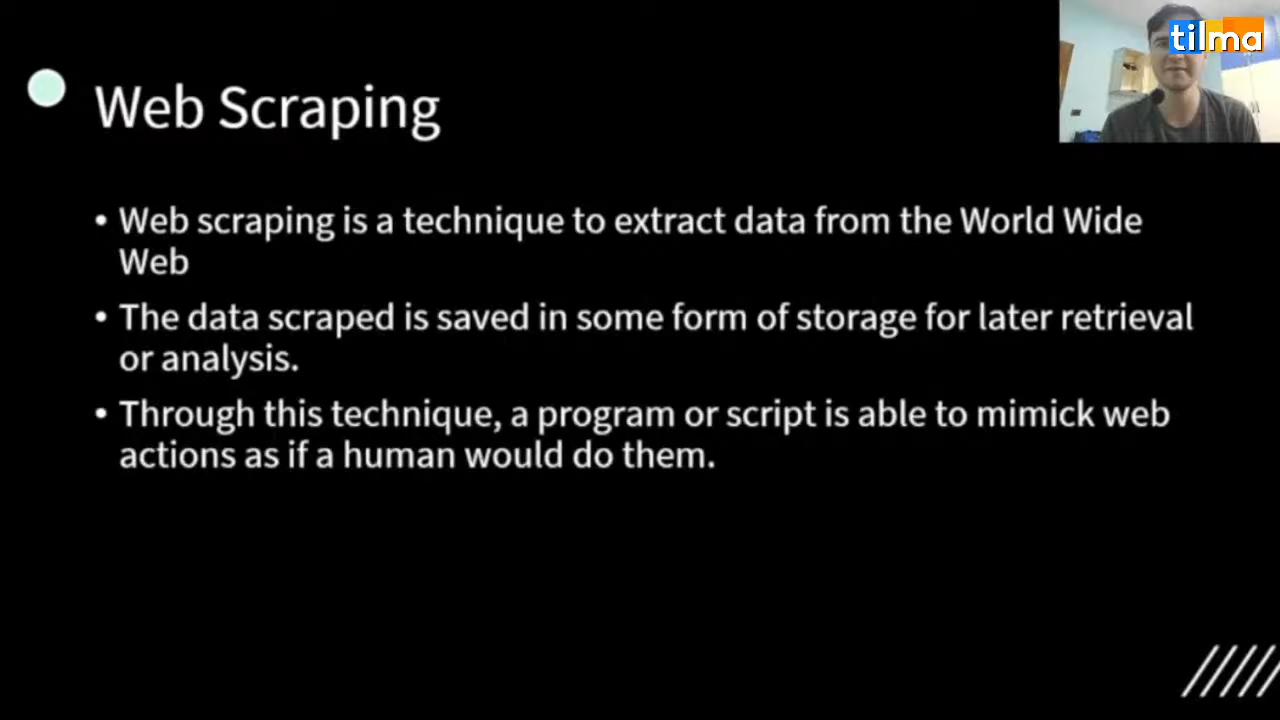 tilma
Web Scraping
• Web scraping is a technique to extract data from the World Wide
Web
• The data scraped is saved in some form of storage for later retrieval
or analysis.
• Through this technique, a program or script is able to mimick web
actions as if a human would do them.